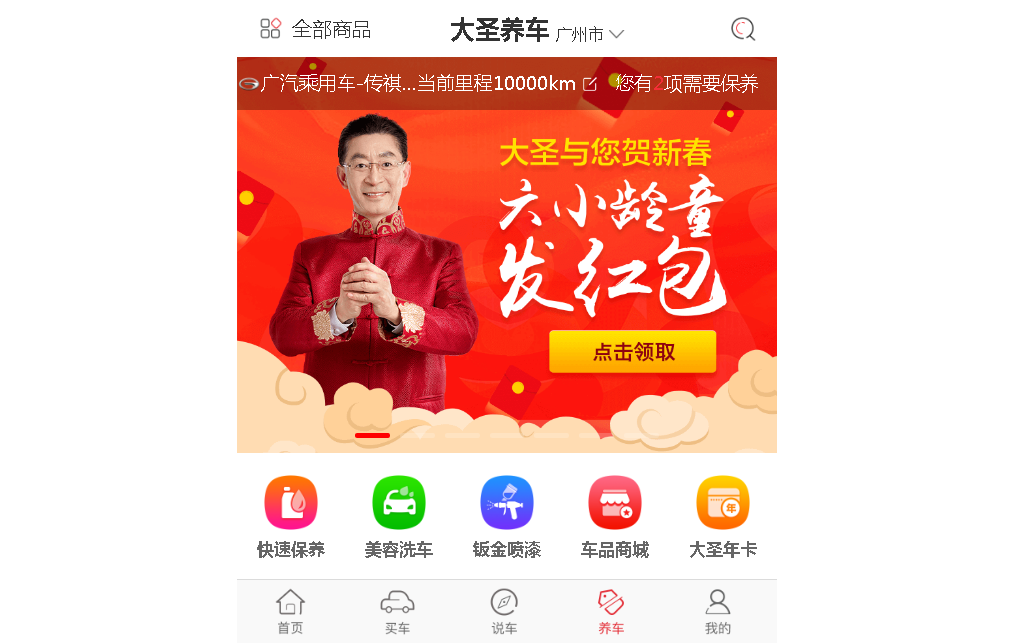 全部商品 大圣养车 广州市
广汽乘用车-传祺...当前里程10000km 您有2项需要保养
大圣与您贺新春
六小龄童
发红包
点击领取
快速保养 美容洗车 钣金喷漆 车品商城 大圣年卡
年
首页 买车 说车 养车 我的